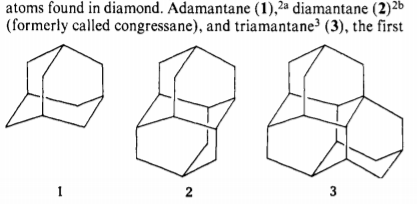 atoms found in diamond. Adamantane (1),2a diamantane (2)2b
(formerly called congressane), and triamantane3 (3), the first
1 2 3